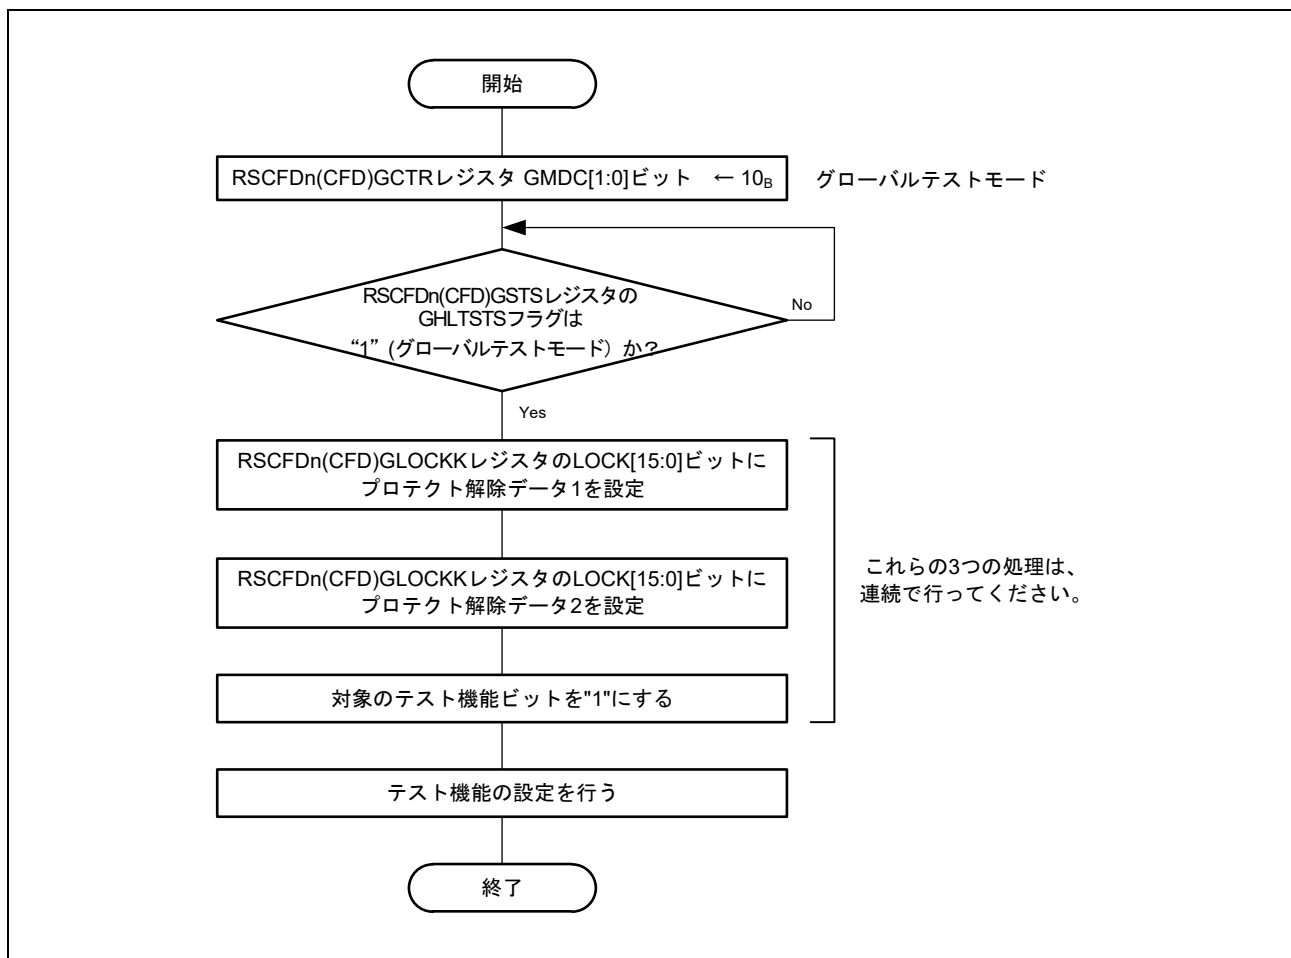 開始
RSCFDn(CFD)GCTRレジスタ GMDC[1:0]ビット ← 10B
グローバルテストモード
RSCFDn(CFD)GSTSレジスタの
GHLTSTSフラグは
“1”(グローバルテストモード)か?
No
Yes
RSCFDn(CFD)GLOCKKレジスタのLOCK[15:0]ビットに
プロテクト解除データ1を設定
RSCFDn(CFD)GLOCKKレジスタのLOCK[15:0]ビットに
プロテクト解除データ2を設定
これらの3つの処理は、
連続で行ってください。
対象のテスト機能ビットを"1"にする
テスト機能の設定を行う
終了